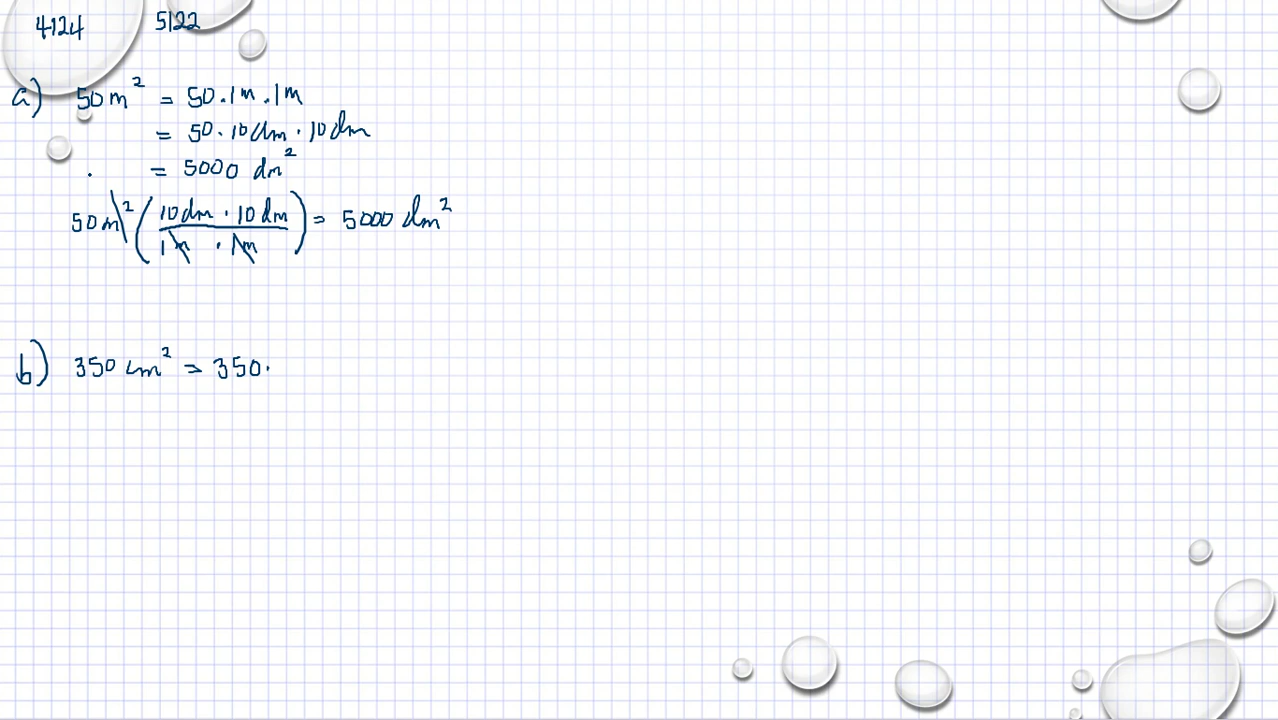 4124 5122
a) 50 m² = 50 · 1m · 1m
= 50 · 10 dm · 10 dm
= 5000 dm²
50 m² (10 dm · 10 dm / 1m · 1m) = 5000 dm²
b) 350 cm² = 350 ·